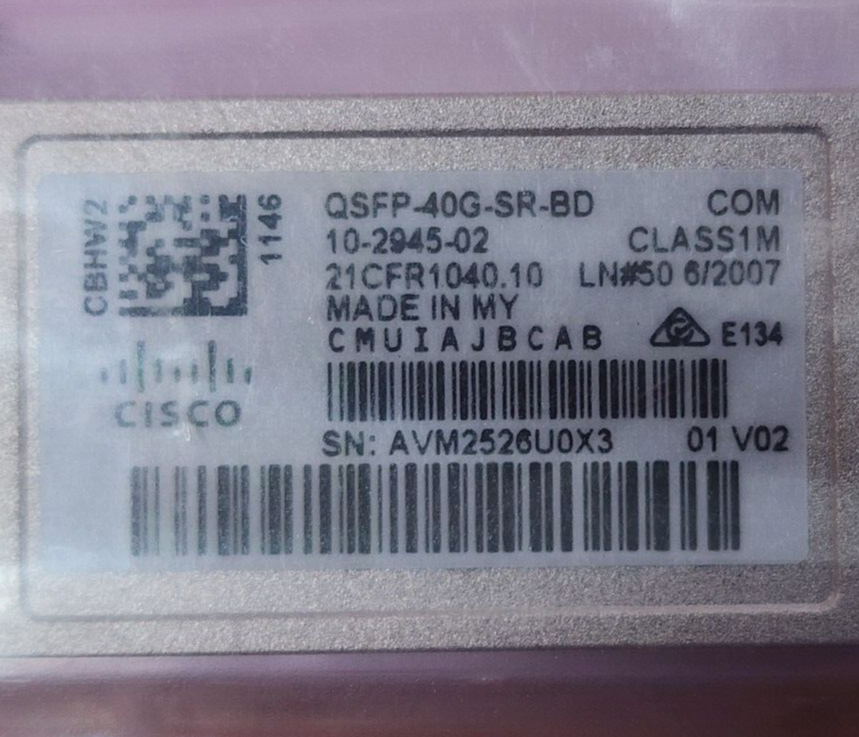 CBHW2
1146
QSFP-40G-SR-BD COM
10-2945-02 CLASS1M
21CFR1040.10 LN#50 6/2007
MADE IN MY
CMUIAJBCAB E134
CISCO
SN: AVM2526U0X3 01 V02